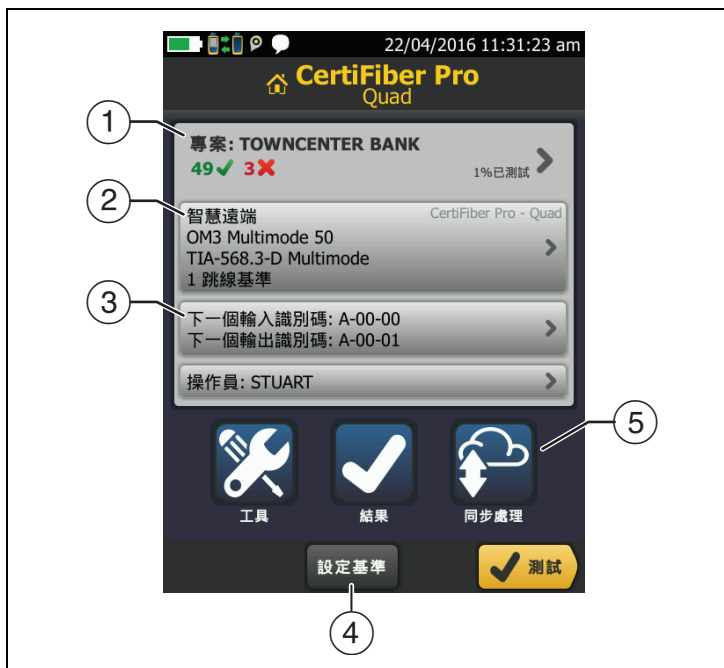 22/04/2016 11:31:23 am
CertiFiber Pro
Quad
1
專案: TOWNCENTER BANK
49 3
1%已測試
2
智慧遠端
CertiFiber Pro - Quad
OM3 Multimode 50
TIA-568.3-D Multimode
1 跳線基準
3
下一個輸入識別碼: A-00-00
下一個輸出識別碼: A-00-01
操作員: STUART
5
工具
結果
同步處理
設定基準
測試
4